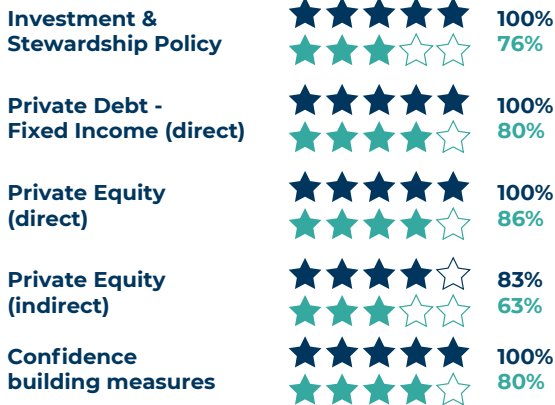 Investment &
Stewardship Policy
100%
76%
Private Debt -
Fixed Income (direct)
100%
80%
Private Equity
(direct)
100%
86%
Private Equity
(indirect)
83%
63%
Confidence
building measures
100%
80%